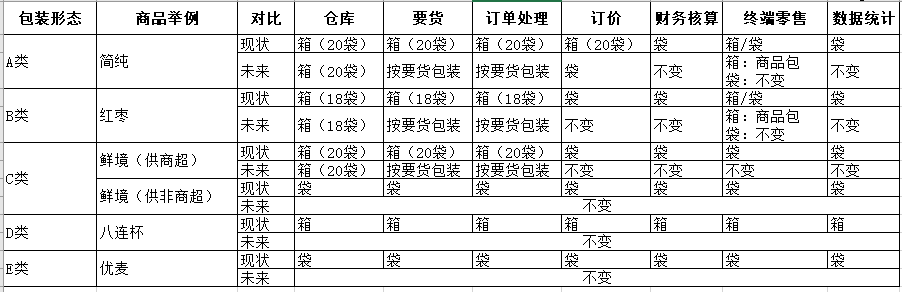 包装形态 商品举例 对比 仓库 要货 订单处理 订价 财务核算 终端零售 数据统计
A类 简纯 现状 箱（20袋） 箱（20袋） 箱（20袋） 箱（20袋） 袋 箱/袋 袋
未来 箱（20袋） 按要货包装 按要货包装 袋 不变 箱：商品包 袋：不变 不变
B类 红枣 现状 箱（18袋） 箱（18袋） 箱（18袋） 袋 袋 箱/袋 袋
未来 箱（18袋） 按要货包装 按要货包装 不变 不变 箱：商品包 袋：不变 不变
C类 鲜境（供商超） 现状 箱（20袋） 箱（20袋） 箱（20袋） 袋 袋 袋 袋
未来 箱（20袋） 按要货包装 按要货包装 不变 不变 不变 不变
鲜境（供非商超） 现状 袋 袋 袋 袋 袋 袋 袋
未来 不变
D类 八连杯 现状 箱 箱 箱 箱 箱 箱 箱
未来 不变
E类 优麦 现状 袋 袋 袋 袋 袋 袋 袋
未来 不变